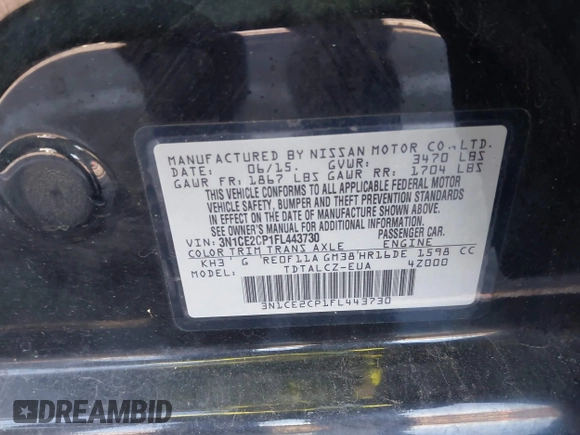 MANUFACTURED BY NISSAN MOTOR CO., LTD.
DATE: 06/15. GVWR: 3470 LBS
GAWR FR: 1867 LBS GAWR RR: 1704 LBS
THIS VEHICLE CONFORMS TO ALL APPLICABLE FEDERAL MOTOR
VEHICLE SAFETY, BUMPER, AND THEFT PREVENTION STANDARDS
IN EFFECT ON THE DATE OF MANUFACTURE SHOWN ABOVE.
SEE OWNER'S MANUAL FOR ADDITIONAL INFORMATION
VIN: 3N1CE2CP1FL443730 PASSENGER CAR.
COLOR TRIM TRANS AXLE ENGINE
KH3 G RE0F11A GM38 HR16DE 1598 CC
MODEL: TDTALCZ-EUA 4Z000
3N1CE2CP1FL443730
DREAMBID